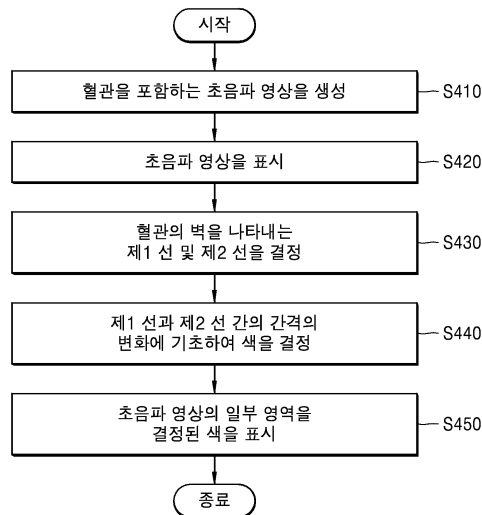 시작
혈관을 포함하는 초음파 영상을 생성
S410
초음파 영상을 표시
S420
혈관의 벽을 나타내는
제1 선 및 제2 선을 결정
S430
제1 선과 제2 선 간의 간격의
변화에 기초하여 색을 결정
S440
초음파 영상의 일부 영역을
결정된 색을 표시
S450
종료